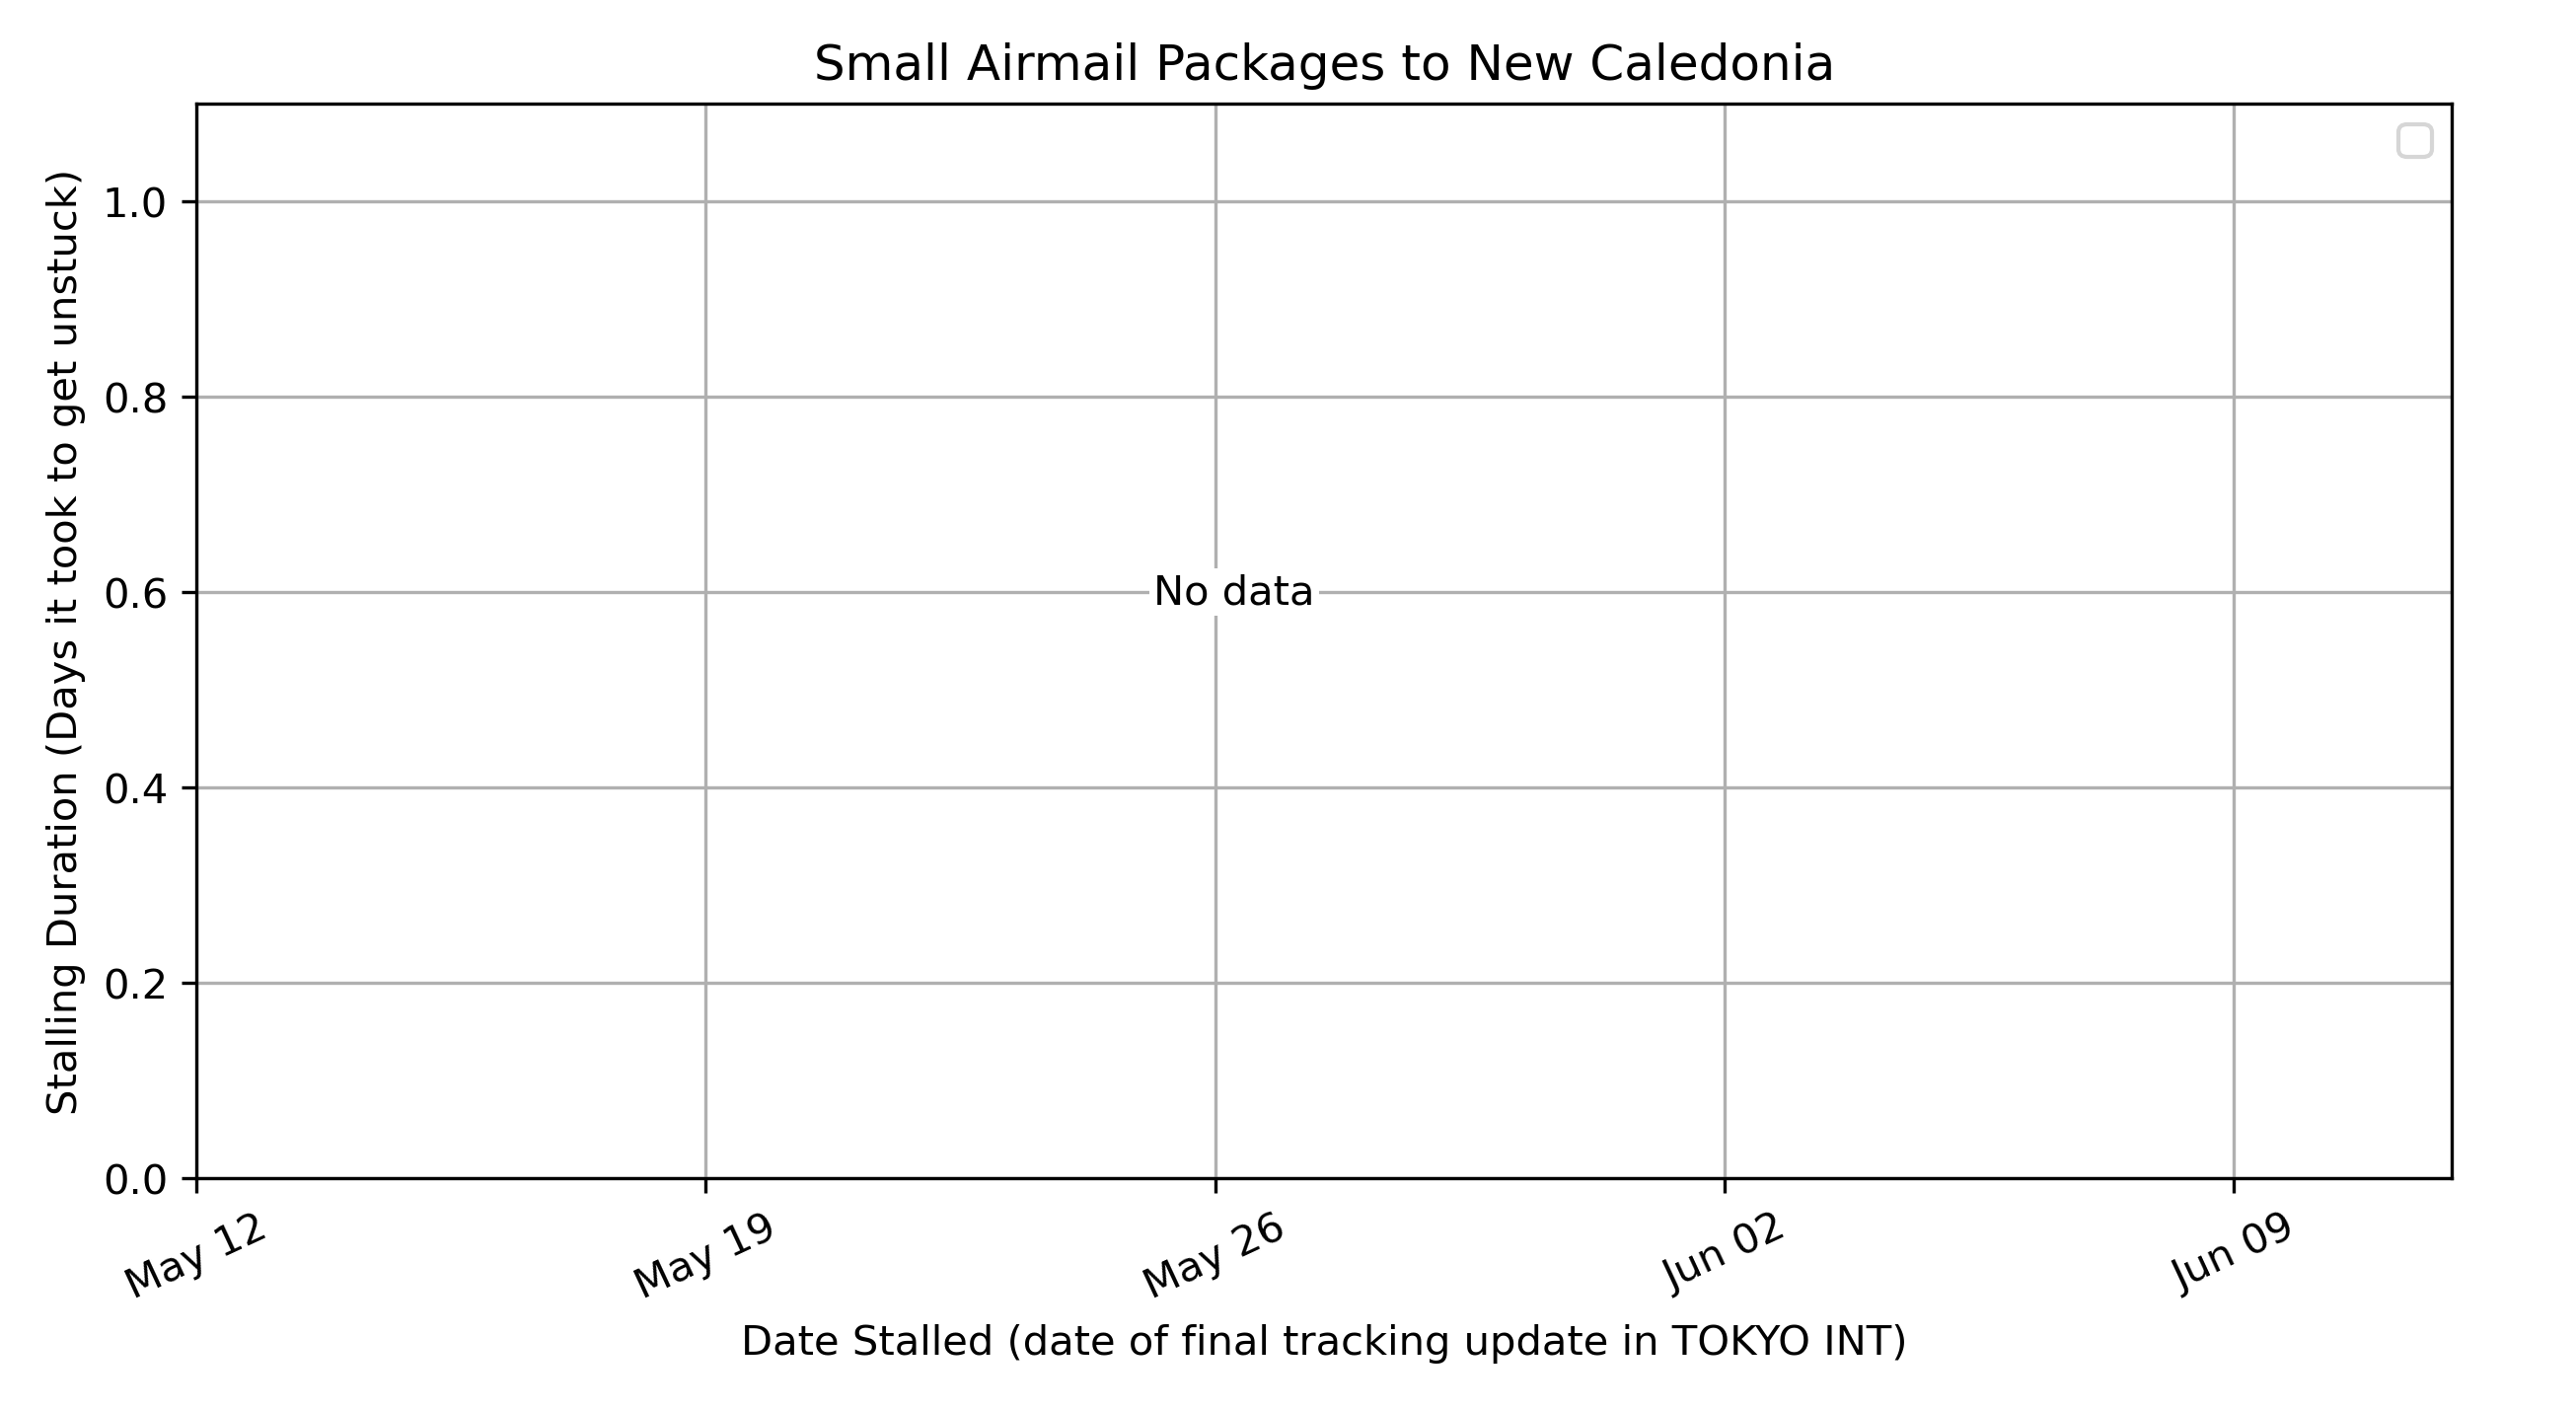 Small Airmail Packages to New Caledonia
Stalling Duration (Days it took to get unstuck)
1.0
0.8
0.6
0.4
0.2
0.0
No data
May 12
May 19
May 26
Jun 02
Jun 09
Date Stalled (date of final tracking update in TOKYO INT)